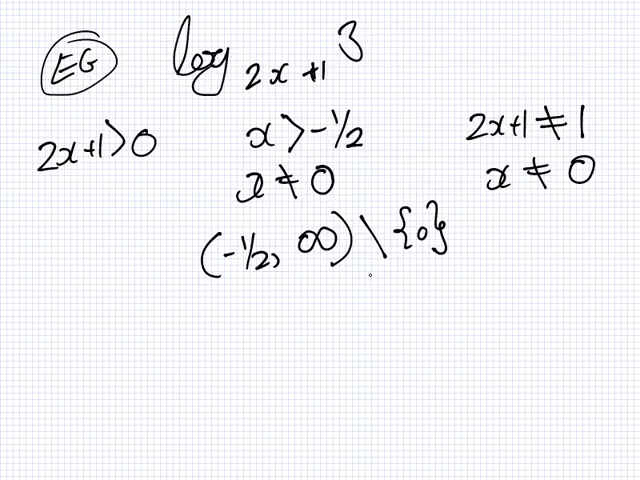 EG log_{2x+1} 3
2x+1>0 x>-1/2 2x+1≠1
x≠0 x≠0
(-1/2, ∞) \ {0}